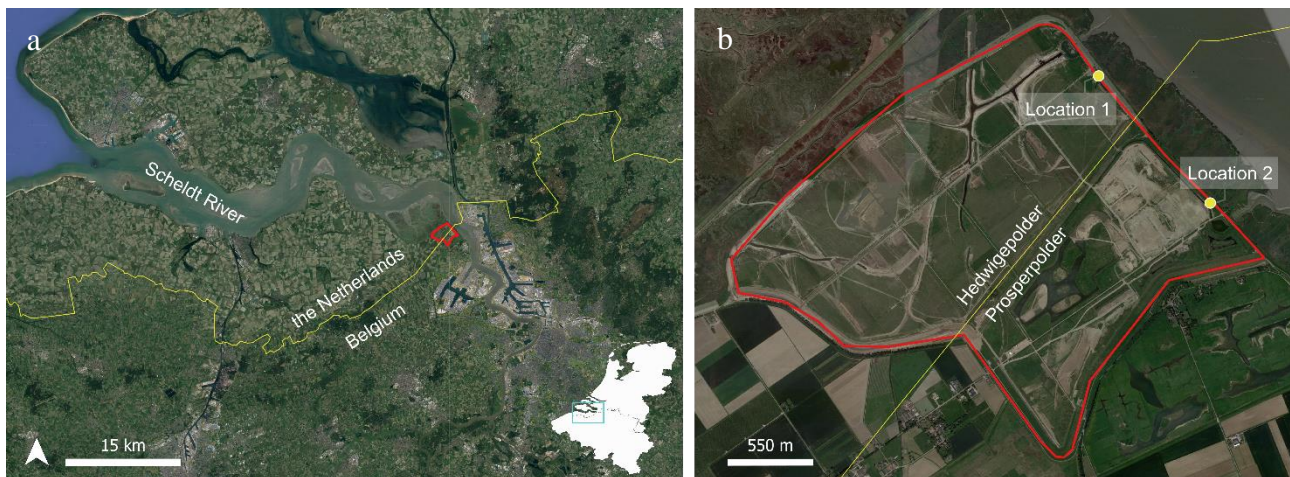 a
Scheldt River
the Netherlands
Belgium
15 km
b
Location 1
Location 2
Hedwigepolder
Prosperpolder
550 m